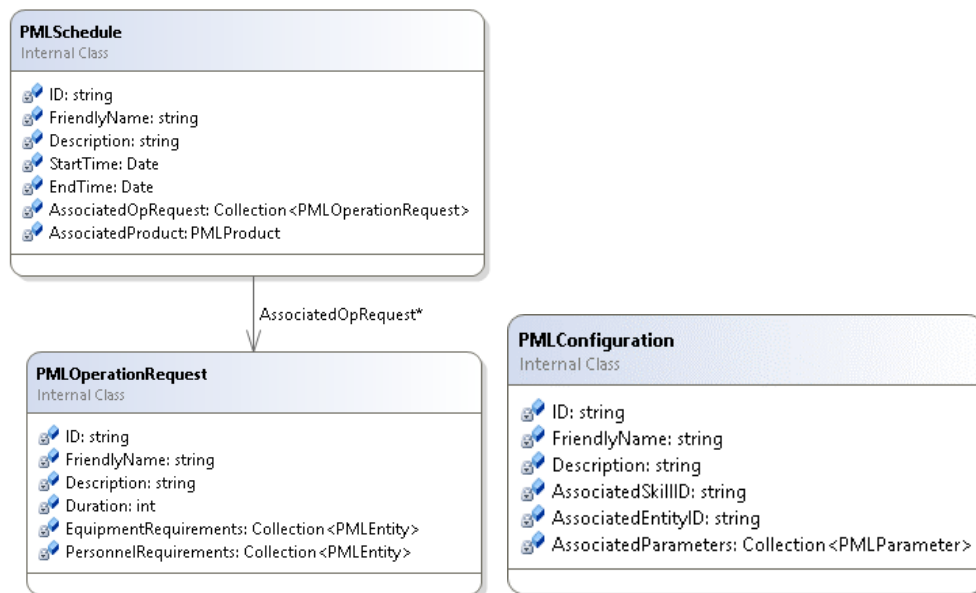 PMLSchedule
Internal Class
ID: string
FriendlyName: string
Description: string
StartTime: Date
EndTime: Date
AssociatedOpRequest: Collection<PMLOperationRequest>
AssociatedProduct: PMLProduct
AssociatedOpRequest*
PMLOperationRequest
Internal Class
ID: string
FriendlyName: string
Description: string
Duration: int
EquipmentRequirements: Collection<PMLEntity>
PersonnelRequirements: Collection<PMLEntity>
PMLConfiguration
Internal Class
ID: string
FriendlyName: string
Description: string
AssociatedSkillID: string
AssociatedEntityID: string
AssociatedParameters: Collection<PMLParameter>